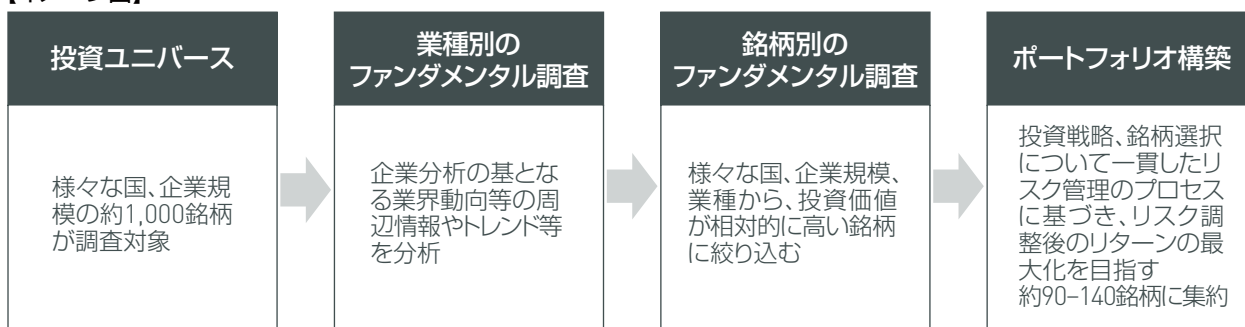 投資ユニバース
様々な国、企業規
模の約1,000銘柄
が調査対象
業種別の
ファンダメンタル調査
企業分析の基とな
る業界動向等の周
辺情報やトレンド等
を分析
銘柄別の
ファンダメンタル調査
様々な国、企業規模、
業種から、投資価値
が相対的に高い銘柄
に絞り込む
ポートフォリオ構築
投資戦略、銘柄選択
について一貫したリ
スク管理のプロセス
に基づき、リスク調
整後のリターンの最
大化を目指す
約90–140銘柄に集約